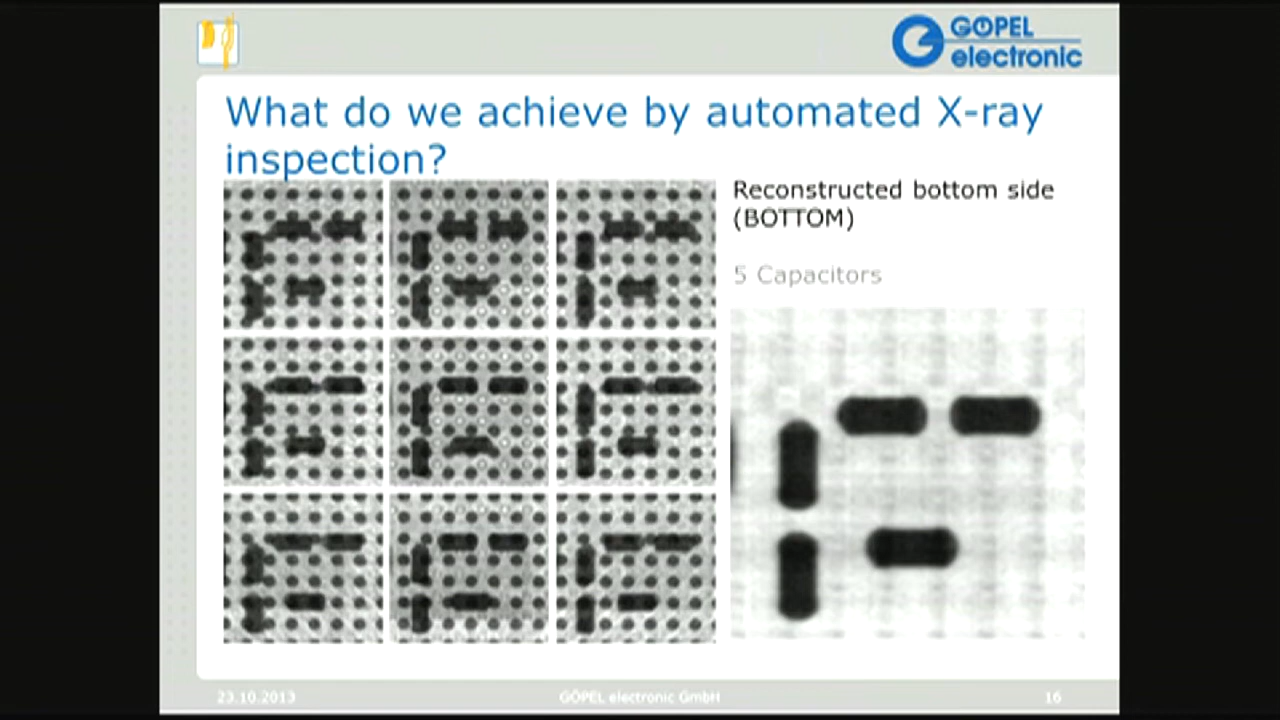 GÖPEL
electronic
What do we achieve by automated X-ray
inspection?
Reconstructed bottom side
(BOTTOM)
5 Capacitors
23.10.2013
GÖPEL electronic GmbH
16